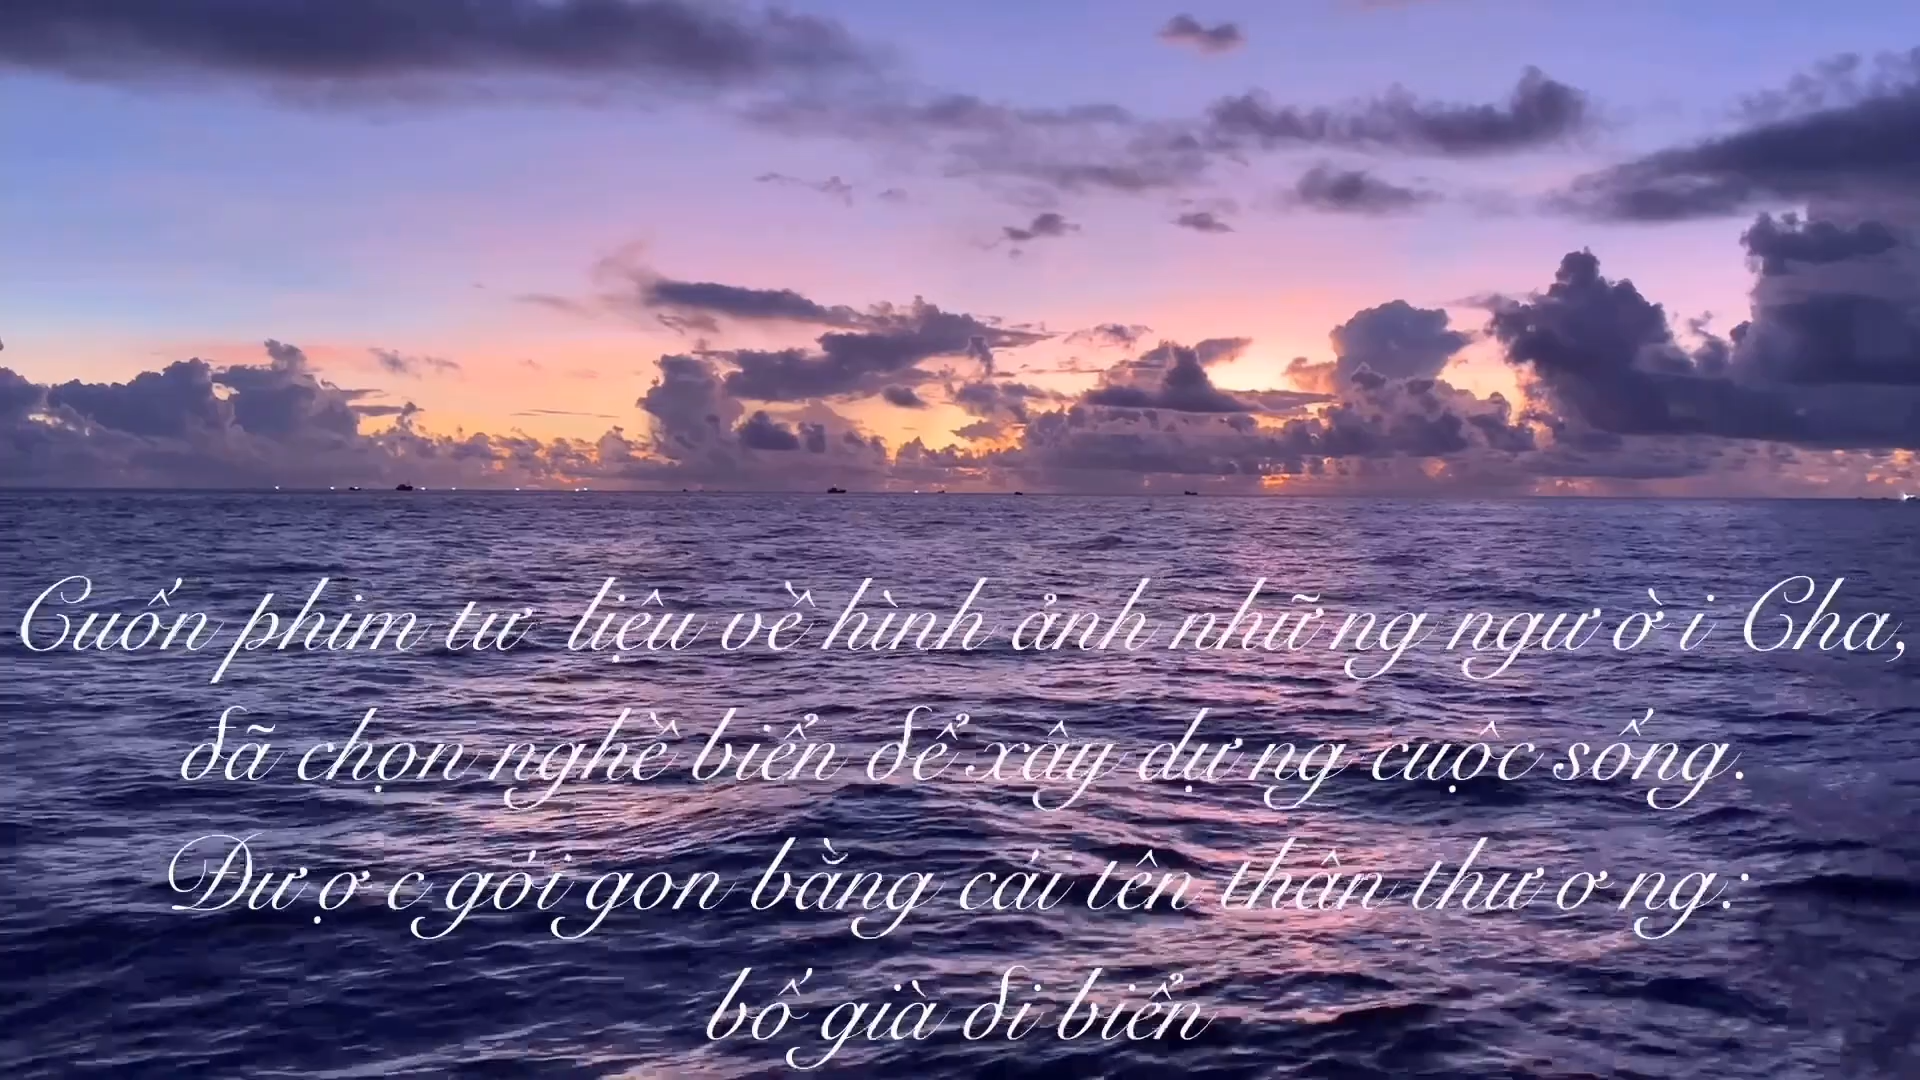 Cuốn phim tư liệu về hình ảnh những người Cha,
đã chọn nghề biển để xây dựng cuộc sống.
Được gói gon bằng cái tên thân thương:
bố già đi biển